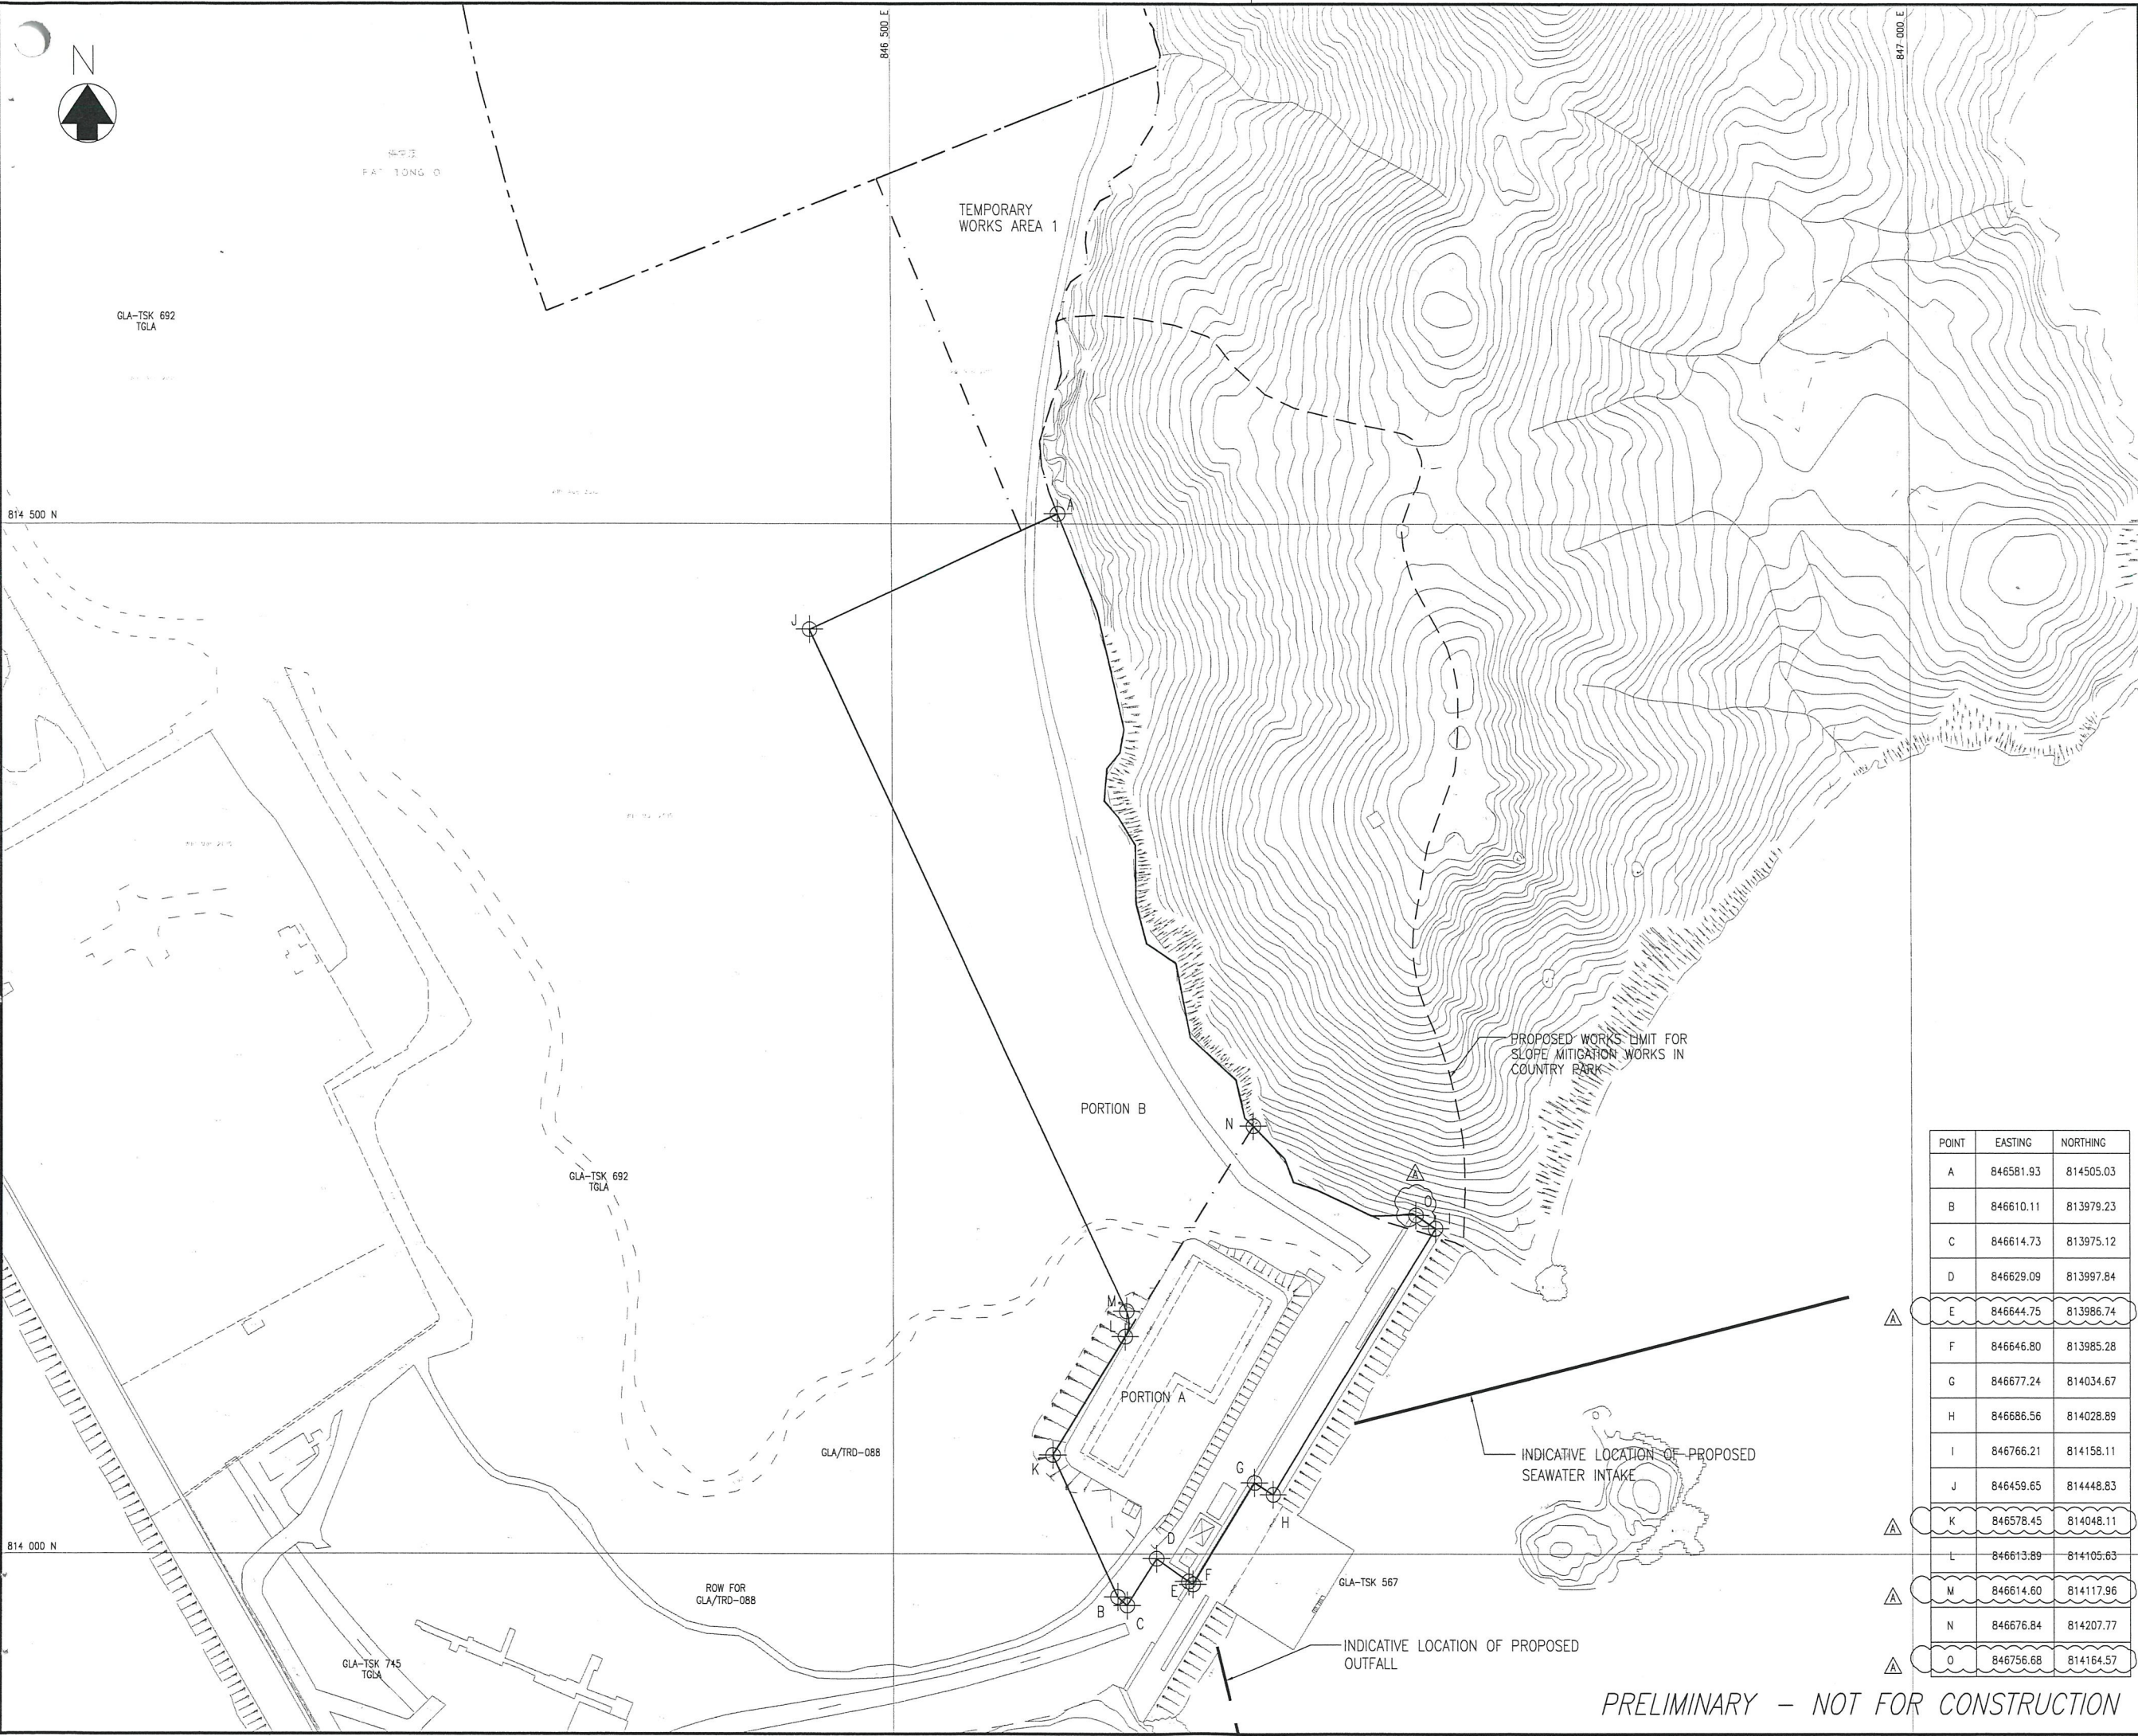 N
846 500 E
847 000 E
TEMPORARY
WORKS AREA 1
GLA-TSK 692
TGLA
814 500 N
A
J
PROPOSED WORKS LIMIT FOR
SLOPE MITIGATION WORKS IN
COUNTRY PARK
PORTION B
N
GLA-TSK 692
TGLA
A
O
I
M
L
PORTION A
K
GLA/TRD-088
G
H
INDICATIVE LOCATION OF PROPOSED
SEAWATER INTAKE
814 000 N
D
E
F
B
C
ROW FOR
GLA/TRD-088
GLA-TSK 567
GLA-TSK 745
TGLA
INDICATIVE LOCATION OF PROPOSED
OUTFALL
POINT EASTING NORTHING
A 846581.93 814505.03
B 846610.11 813979.23
C 846614.73 813975.12
D 846629.09 813997.84
A E 846644.75 813986.74
F 846646.80 813985.28
G 846677.24 814034.67
H 846686.56 814028.89
I 846766.21 814158.11
J 846459.65 814448.83
A K 846578.45 814048.11
L 846613.89 814105.63
A M 846614.60 814117.96
N 846676.84 814207.77
A O 846756.68 814164.57
PRELIMINARY - NOT FOR CONSTRUCTION